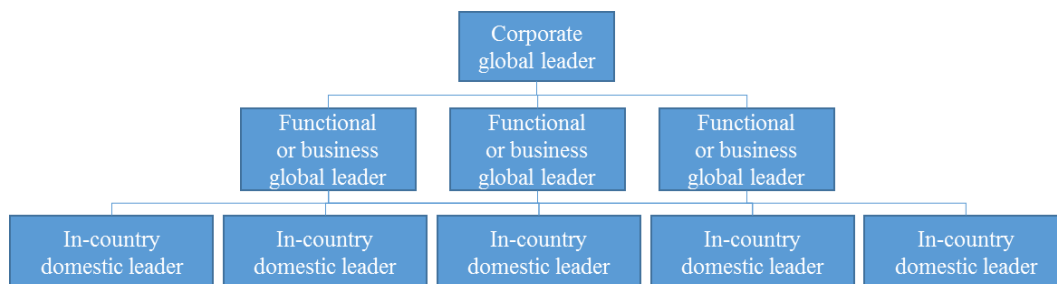 Corporate
global leader
Functional
or business
global leader
Functional
or business
global leader
Functional
or business
global leader
In-country
domestic leader
In-country
domestic leader
In-country
domestic leader
In-country
domestic leader
In-country
domestic leader